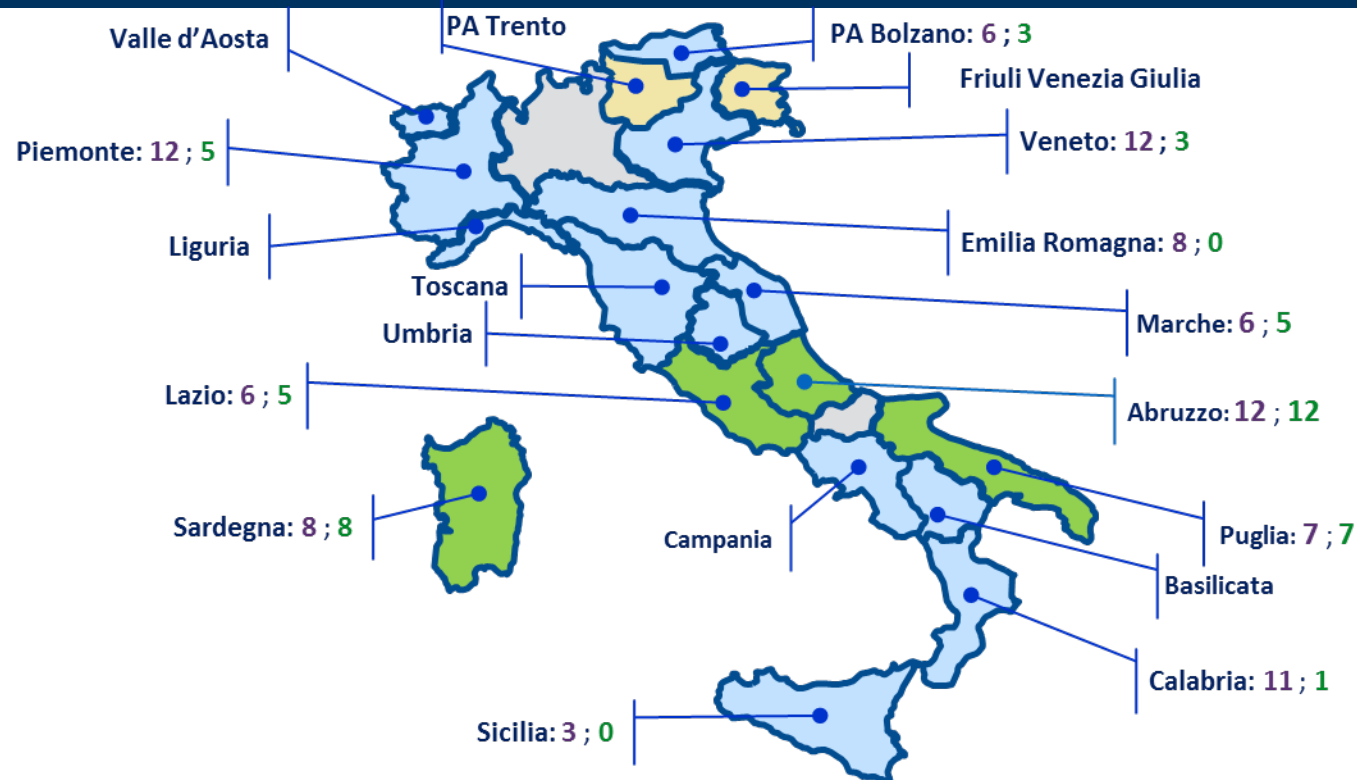 PA Trento
PA Bolzano: 6 ; 3
Valle d’Aosta
Friuli Venezia Giulia
Veneto: 12 ; 3
Piemonte: 12 ; 5
Liguria
Emilia Romagna: 8 ; 0
Toscana
Marche: 6 ; 5
Umbria
Lazio: 6 ; 5
Abruzzo: 12 ; 12
Sardegna: 8 ; 8
Campania
Puglia: 7 ; 7
Basilicata
Calabria: 11 ; 1
Sicilia: 3 ; 0